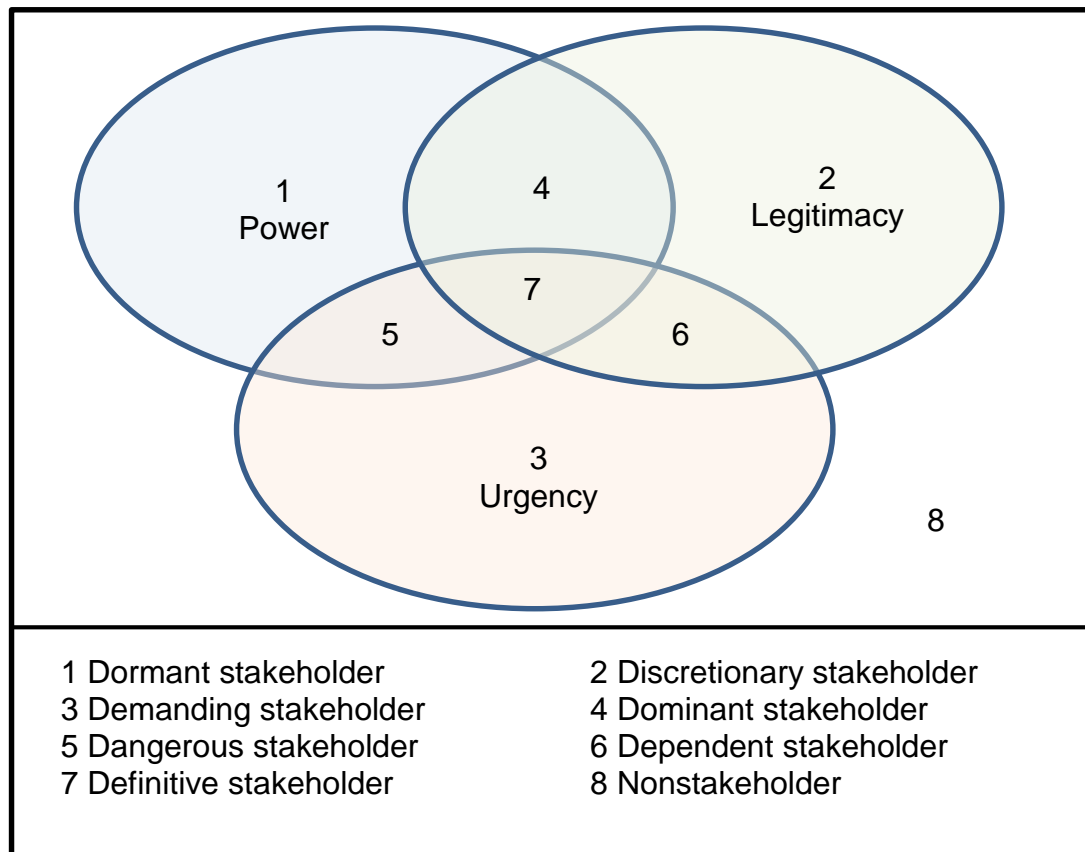 1
Power
4
2
Legitimacy
7
5
6
3
Urgency
8
1 Dormant stakeholder
2 Discretionary stakeholder
3 Demanding stakeholder
4 Dominant stakeholder
5 Dangerous stakeholder
6 Dependent stakeholder
7 Definitive stakeholder
8 Nonstakeholder